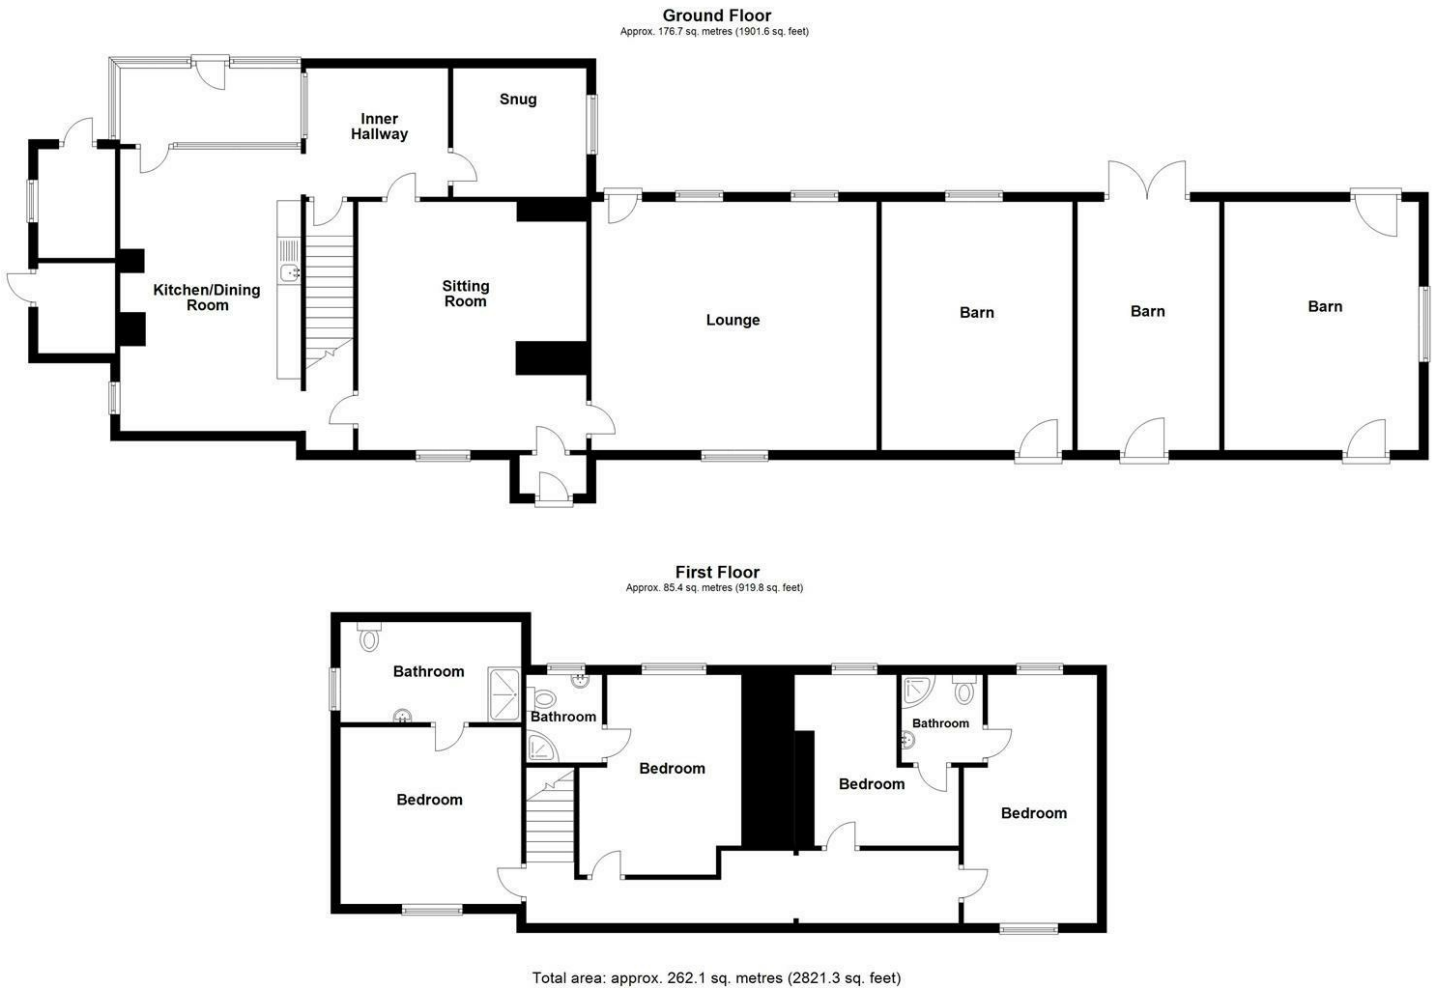 Ground Floor
Approx. 176.7 sq. metres (1901.6 sq. feet)
Snug
Inner
Hallway
Kitchen/Dining
Room
Sitting
Room
Lounge
Barn
Barn
Barn
First Floor
Approx. 85.4 sq. metres (919.8 sq. feet)
Bathroom
Bathroom
Bathroom
Bedroom
Bedroom
Bedroom
Bedroom
Total area: approx. 262.1 sq. metres (2821.3 sq. feet)